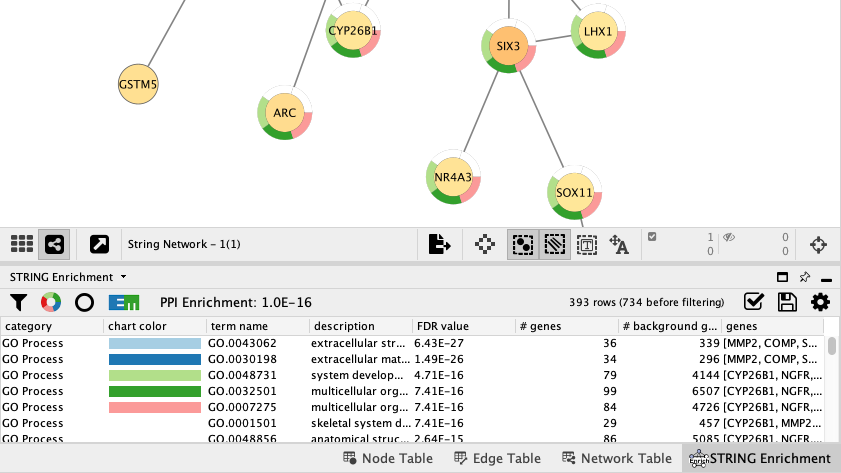 CYP26B1
LHX1
SIX3
GSTM5
ARC
NR4A3
SOX11
String Network - 1(1)
1 0
0 0
STRING Enrichment
PPI Enrichment: 1.0E-16
393 rows (734 before filtering)
category chart color term name description FDR value # genes # background g... genes
GO Process GO.0043062 extracellular str... 6.43E-27 36 339 [MMP2, COMP, S...
GO Process GO.0030198 extracellular mat... 1.49E-26 34 296 [MMP2, COMP, S...
GO Process GO.0048731 system develop... 4.71E-16 79 4144 [CYP26B1, NGFR,...
GO Process GO.0032501 multicellular org... 7.41E-16 99 6507 [CYP26B1, NGFR,...
GO Process GO.0007275 multicellular org... 7.41E-16 84 4726 [CYP26B1, NGFR,...
GO Process GO.0001501 skeletal system d... 7.41E-16 29 457 [CYP26B1, MMP2...
GO Process GO.0048856 anatomical struc... 2.64E-15 86 5085 [CYP26B1, NGFR,...
Node Table Edge Table Network Table Enrich STRING Enrichment